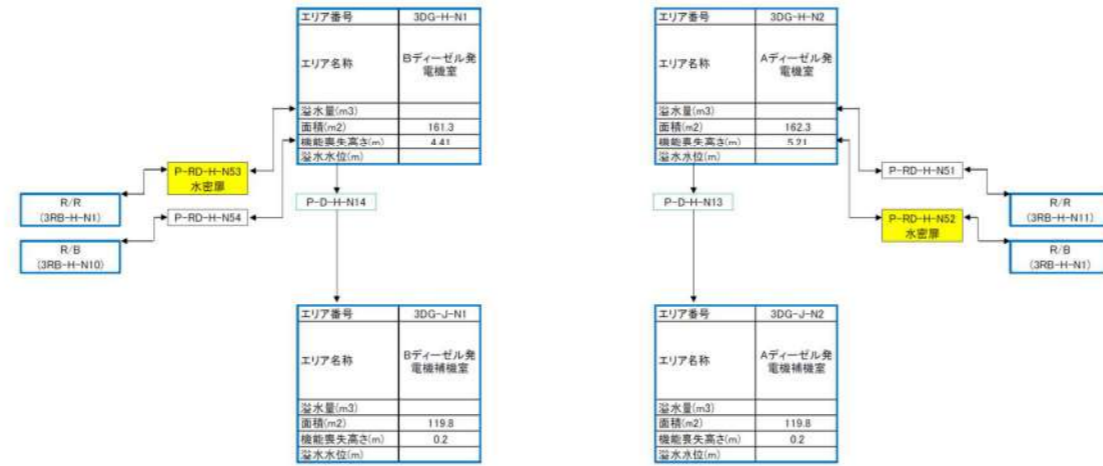 エリア番号 3DG-H-N1
エリア名称 Bディーゼル発
電機室
溢水量(m3)
面積(m2) 161.3
機能喪失高さ(m) 4.41
溢水水位(m)
P-RD-H-N53
水密扉
R/R
(3RB-H-N1)
P-RD-H-N54
R/B
(3RB-H-N10)
P-D-H-N14
エリア番号 3DG-J-N1
エリア名称 Bディーゼル発
電機補機室
溢水量(m3)
面積(m2) 119.8
機能喪失高さ(m) 0.2
溢水水位(m)
エリア番号 3DG-H-N2
エリア名称 Aディーゼル発
電機室
溢水量(m3)
面積(m2) 162.3
機能喪失高さ(m) 5.21
溢水水位(m)
P-RD-H-N51
R/R
(3RB-H-N11)
P-RD-H-N52
水密扉
R/B
(3RB-H-N1)
P-D-H-N13
エリア番号 3DG-J-N2
エリア名称 Aディーゼル発
電機補機室
溢水量(m3)
面積(m2) 119.8
機能喪失高さ(m) 0.2
溢水水位(m)